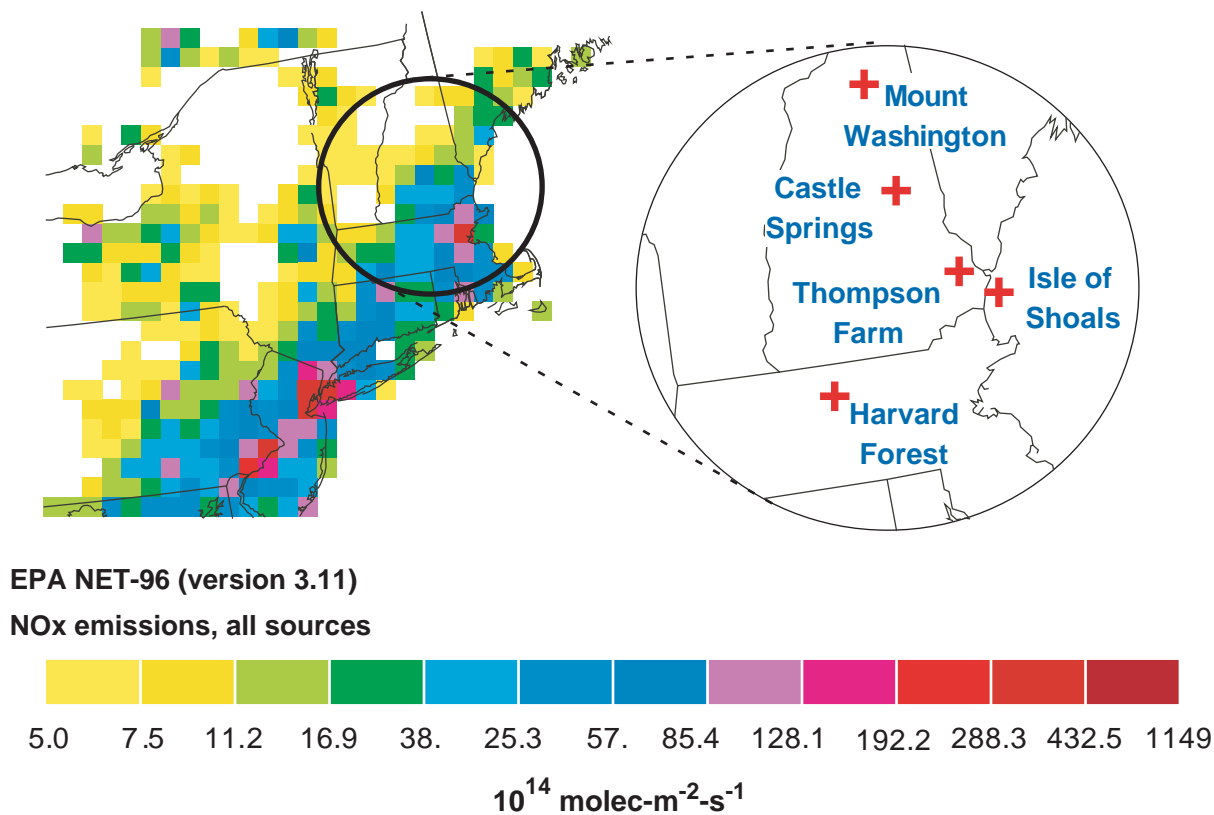 Mount
Washington
Castle
Springs
Thompson
Farm
Isle of
Shoals
Harvard
Forest
EPA NET-96 (version 3.11)
NOx emissions, all sources
5.0 7.5 11.2 16.9 38. 25.3 57. 85.4 128.1 192.2 288.3 432.5 1149
10^14 molec-m^-2-s^-1